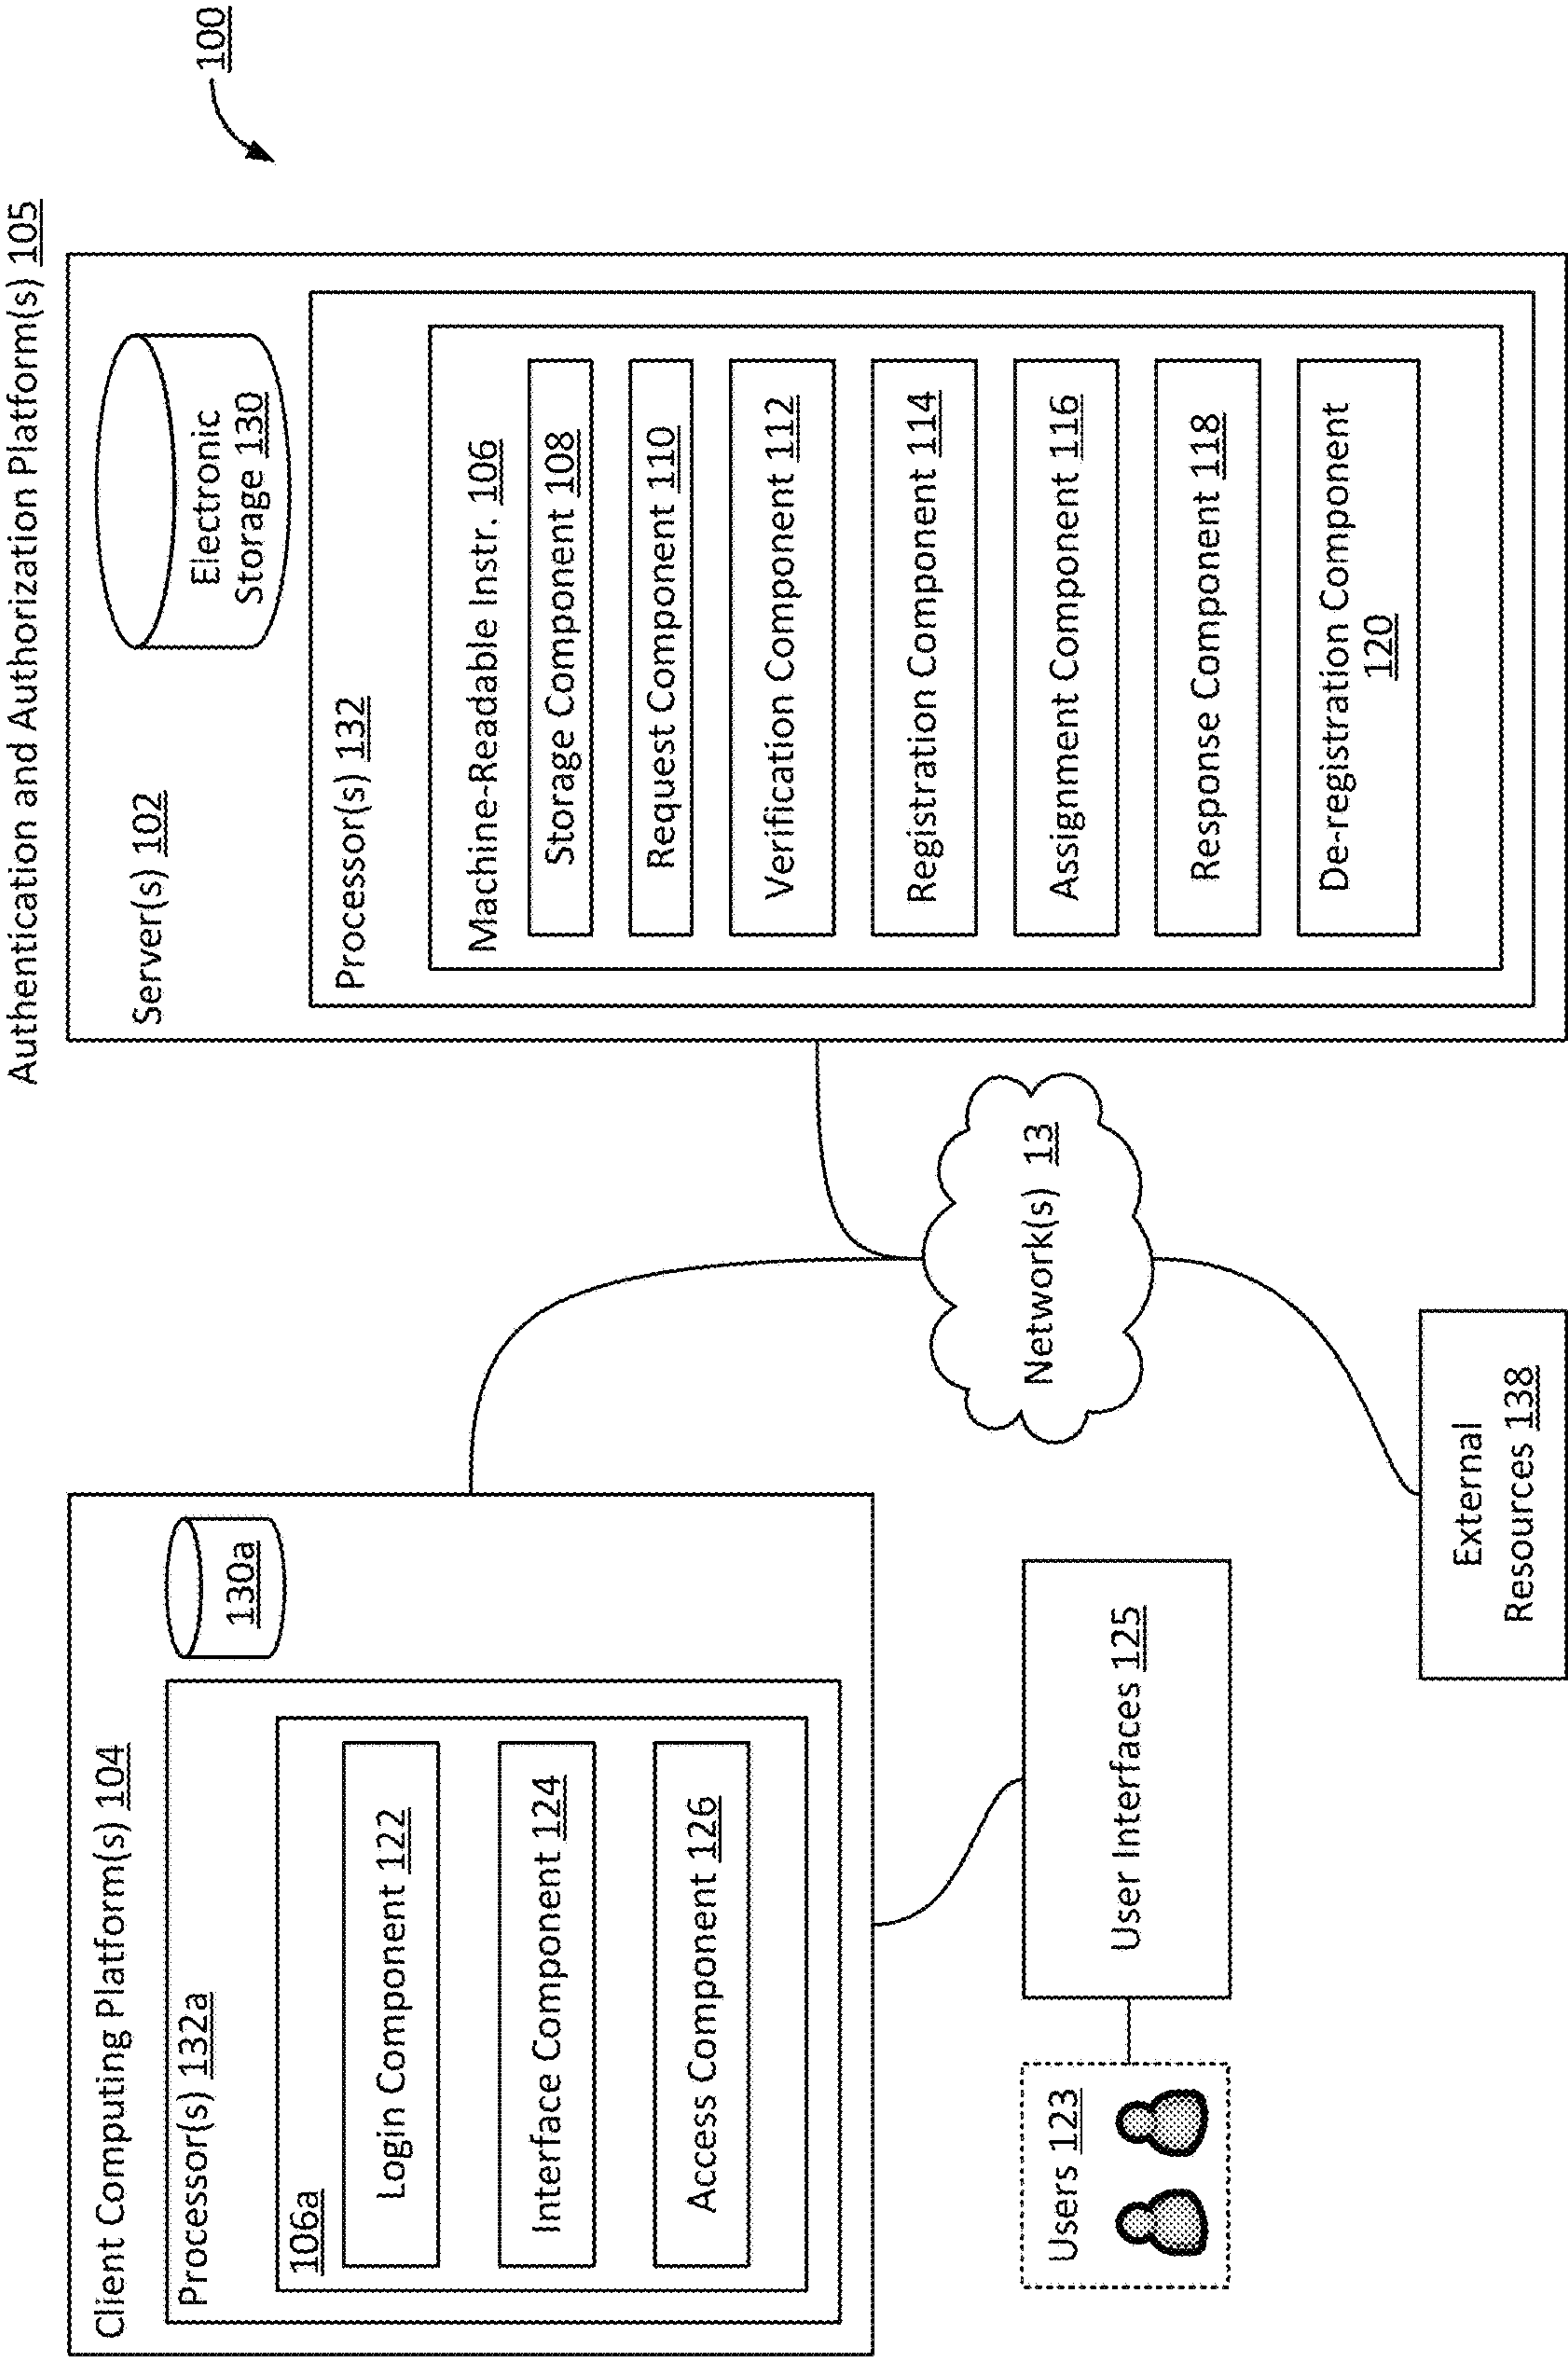 100
Authentication and Authorization Platform(s) 105
Client Computing Platform(s) 104
130a
Processor(s) 132a
106a
Login Component 122
Interface Component 124
Access Component 126
Users 123
User Interfaces 125
Network(s) 13
External
Resources 138
Server(s) 102
Electronic
Storage 130
Processor(s) 132
Machine-Readable Instr. 106
Storage Component 108
Request Component 110
Verification Component 112
Registration Component 114
Assignment Component 116
Response Component 118
De-registration Component
120